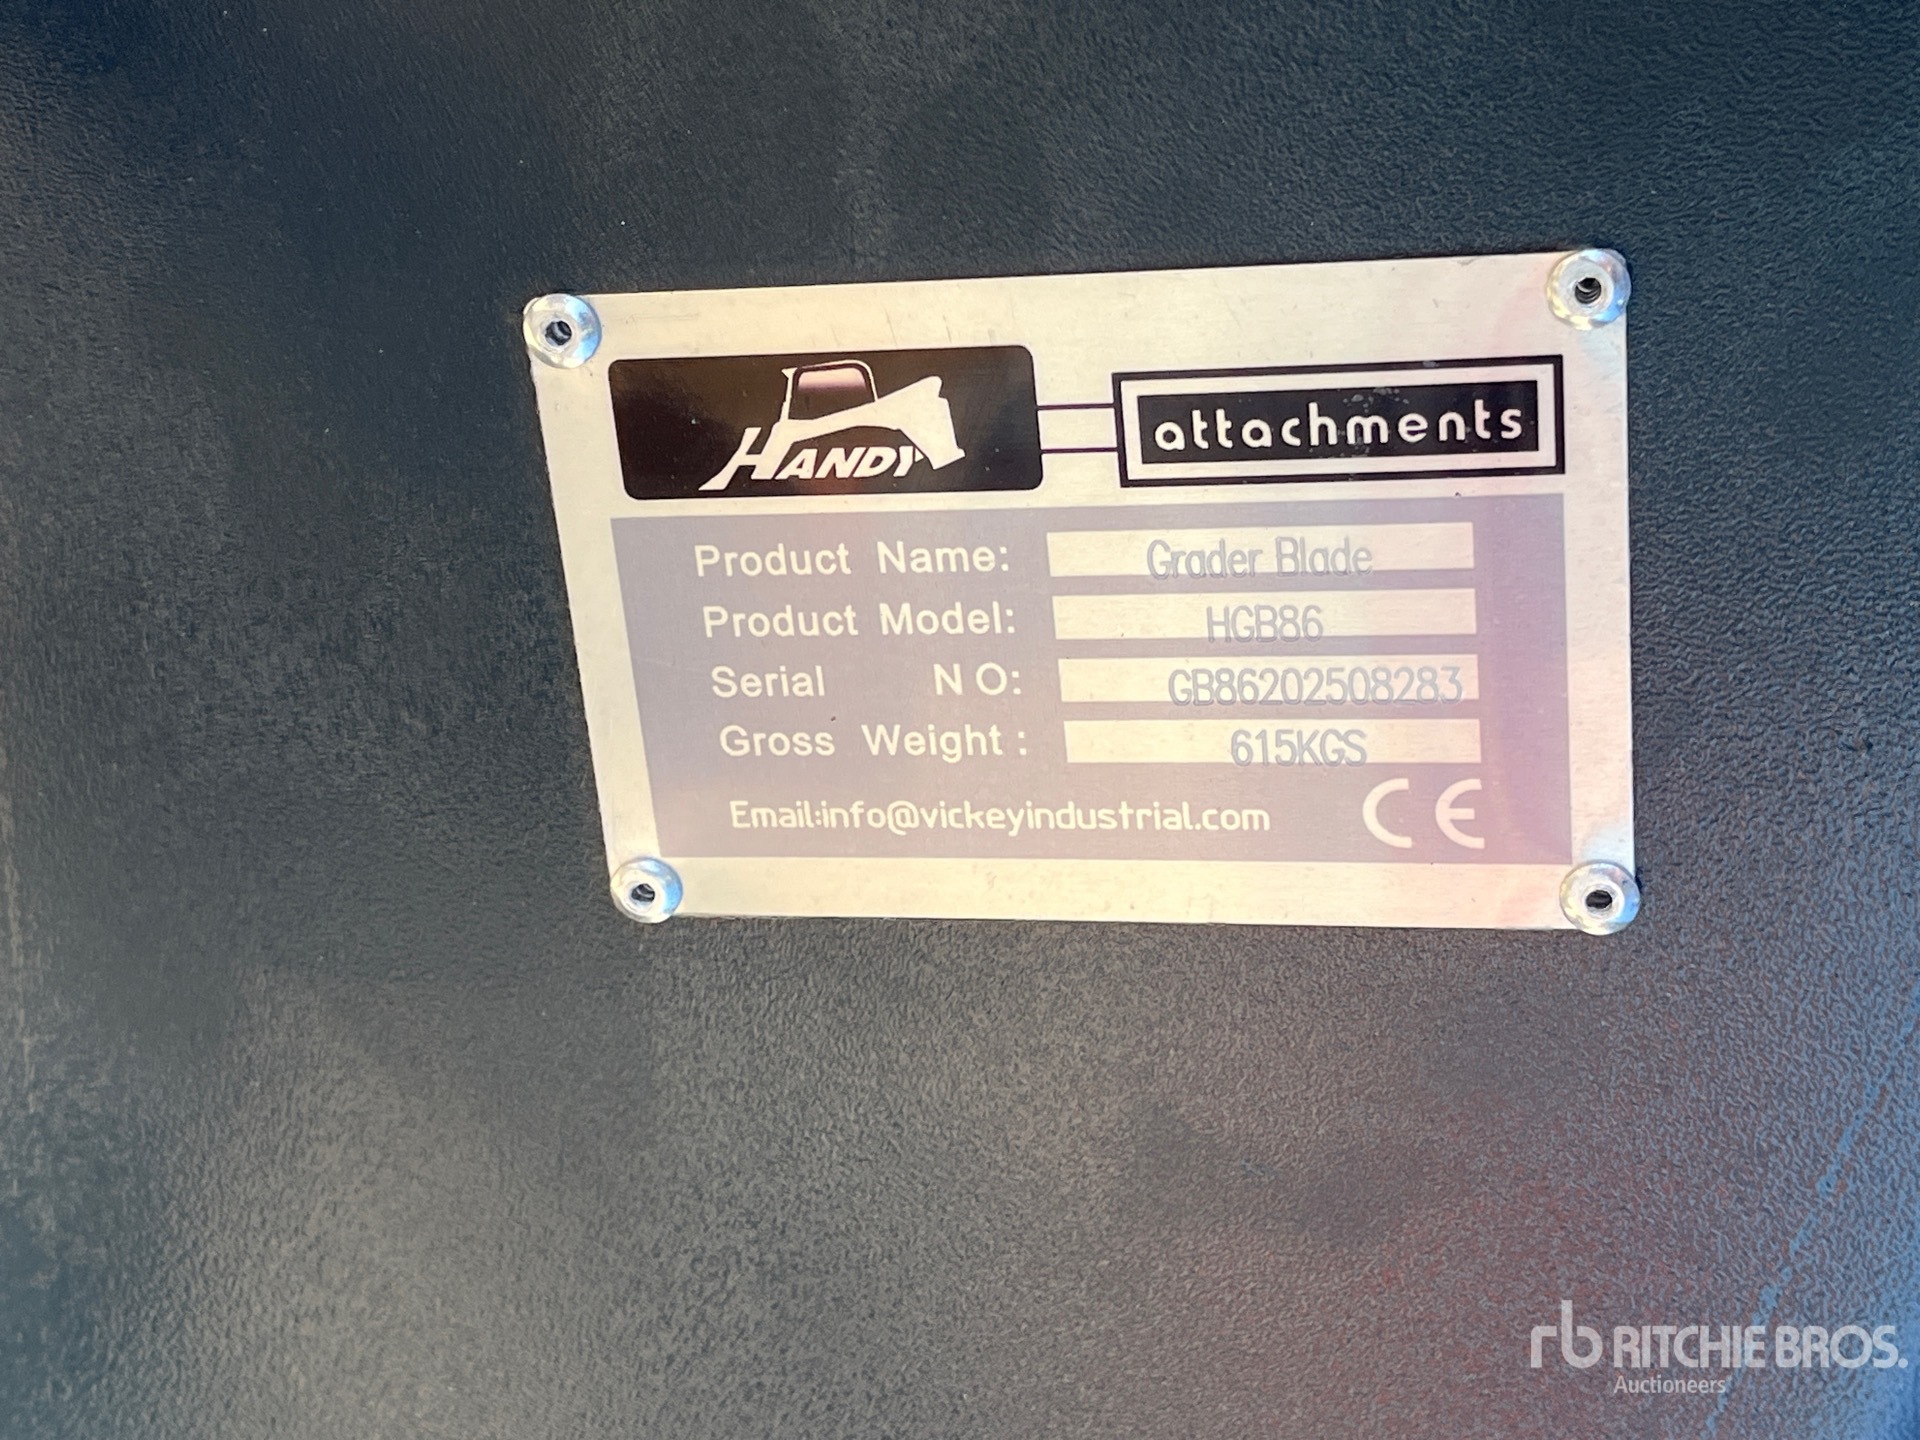 HANDY attachments
Product Name: Grader Blade
Product Model: HGB86
Serial NO: GB86202508283
Gross Weight: 615KGS
Email:info@vickeyindustrial.com CE
rb RITCHIE BROS.
Auctioneers